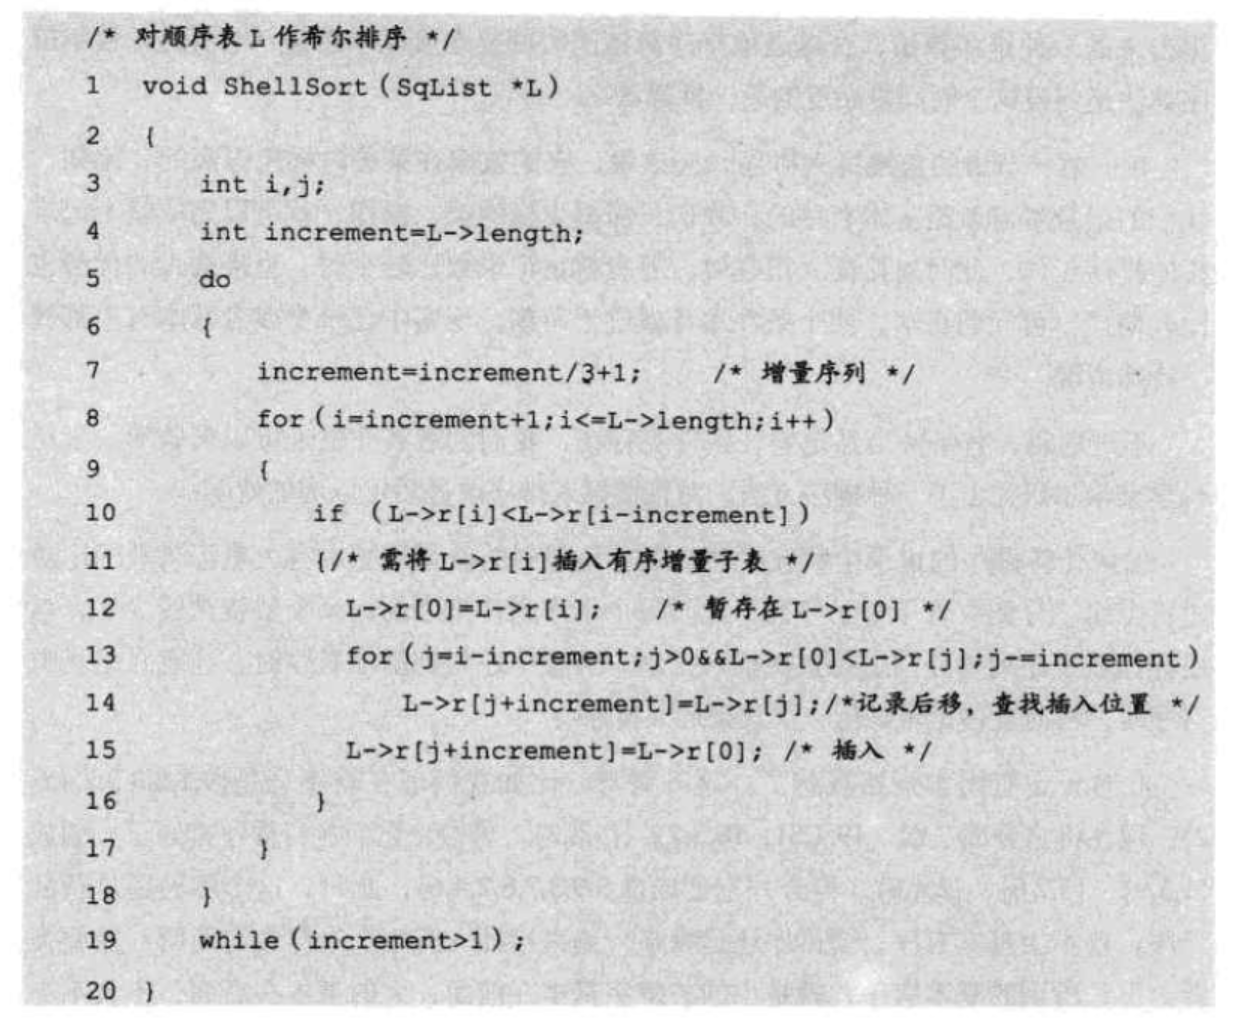 /* 对顺序表 L 作希尔排序 */
1 void ShellSort(SqList *L)
2 {
3 int i,j;
4 int increment=L->length;
5 do
6 {
7 increment=increment/3+1; /* 增量序列 */
8 for(i=increment+1;i<=L->length;i++)
9 {
10 if (L->r[i]<L->r[i-increment])
11 {/* 需将 L->r[i]插入有序增量子表 */
12 L->r[0]=L->r[i]; /* 暂存在 L->r[0] */
13 for(j=i-increment;j>0&&L->r[0]<L->r[j];j-=increment)
14 L->r[j+increment]=L->r[j];/*记录后移，查找插入位置 */
15 L->r[j+increment]=L->r[0]; /* 插入 */
16 }
17 }
18 }
19 while(increment>1);
20 }